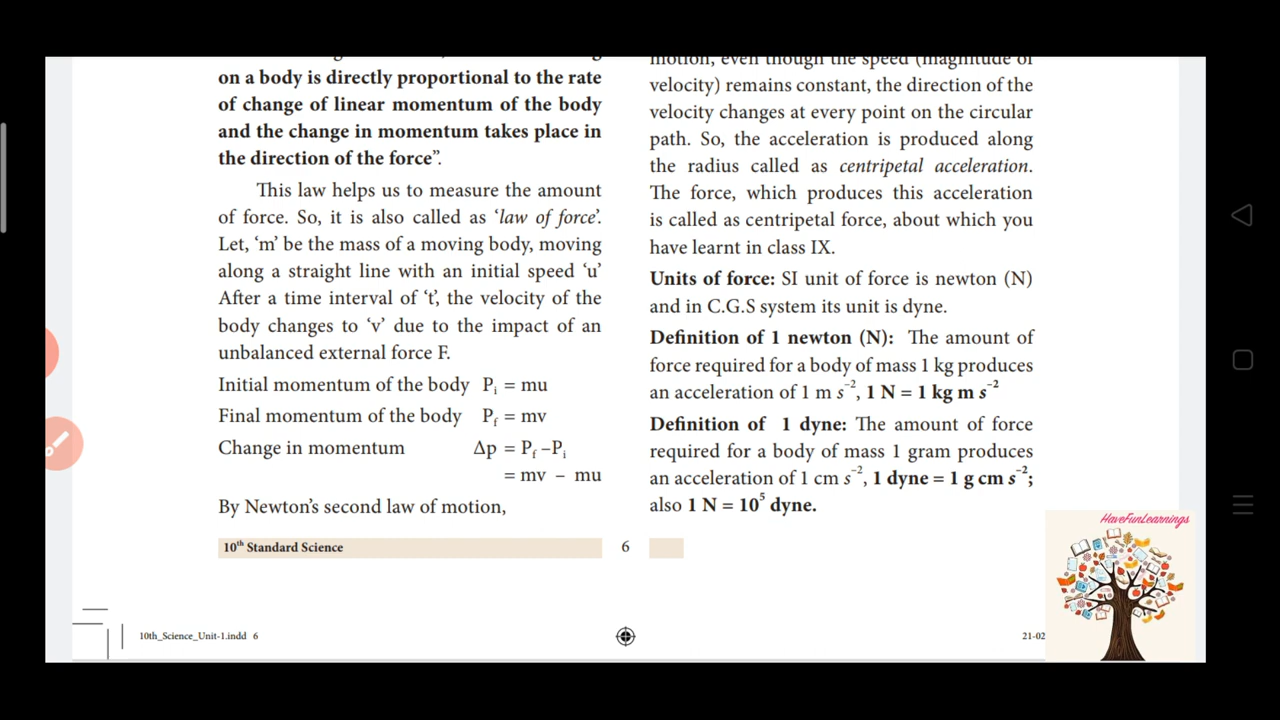 on a body is directly proportional to the rate
of change of linear momentum of the body
and the change in momentum takes place in
the direction of the force”.
This law helps us to measure the amount
of force. So, it is also called as ‘law of force’.
Let, ‘m’ be the mass of a moving body, moving
along a straight line with an initial speed ‘u’
After a time interval of ‘t’, the velocity of the
body changes to ‘v’ due to the impact of an
unbalanced external force F.
Initial momentum of the body Pᵢ = mu
Final momentum of the body P_f = mv
Change in momentum Δp = P_f –Pᵢ
= mv – mu
By Newton’s second law of motion,
10th Standard Science
6
motion, even though the speed (magnitude of
velocity) remains constant, the direction of the
velocity changes at every point on the circular
path. So, the acceleration is produced along
the radius called as centripetal acceleration.
The force, which produces this acceleration
is called as centripetal force, about which you
have learnt in class IX.
Units of force: SI unit of force is newton (N)
and in C.G.S system its unit is dyne.
Definition of 1 newton (N): The amount of
force required for a body of mass 1 kg produces
an acceleration of 1 m s⁻², 1 N = 1 kg m s⁻²
Definition of 1 dyne: The amount of force
required for a body of mass 1 gram produces
an acceleration of 1 cm s⁻², 1 dyne = 1 g cm s⁻²;
also 1 N = 10⁵ dyne.
HaveFunLearnings
10th_Science_Unit-1.indd 6
21-02